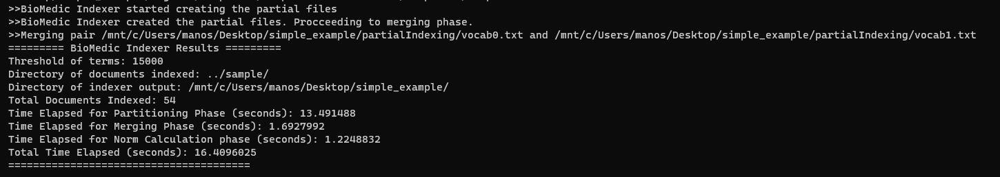 >>BioMedic Indexer started creating the partial files
>>BioMedic Indexer created the partial files. Procceeding to merging phase.
>>Merging pair /mnt/c/Users/manos/Desktop/simple_example/partialIndexing/vocab0.txt and /mnt/c/Users/manos/Desktop/simple_example/partialIndexing/vocab1.txt
========= BioMedic Indexer Results =========
Threshold of terms: 15000
Directory of documents indexed: ../sample/
Directory of indexer output: /mnt/c/Users/manos/Desktop/simple_example/
Total Documents Indexed: 54
Time Elapsed for Partitioning Phase (seconds): 13.491488
Time Elapsed for Merging Phase (seconds): 1.6927992
Time Elapsed for Norm Calculation phase (seconds): 1.2248832
Total Time Elapsed (seconds): 16.4096025
=======================================